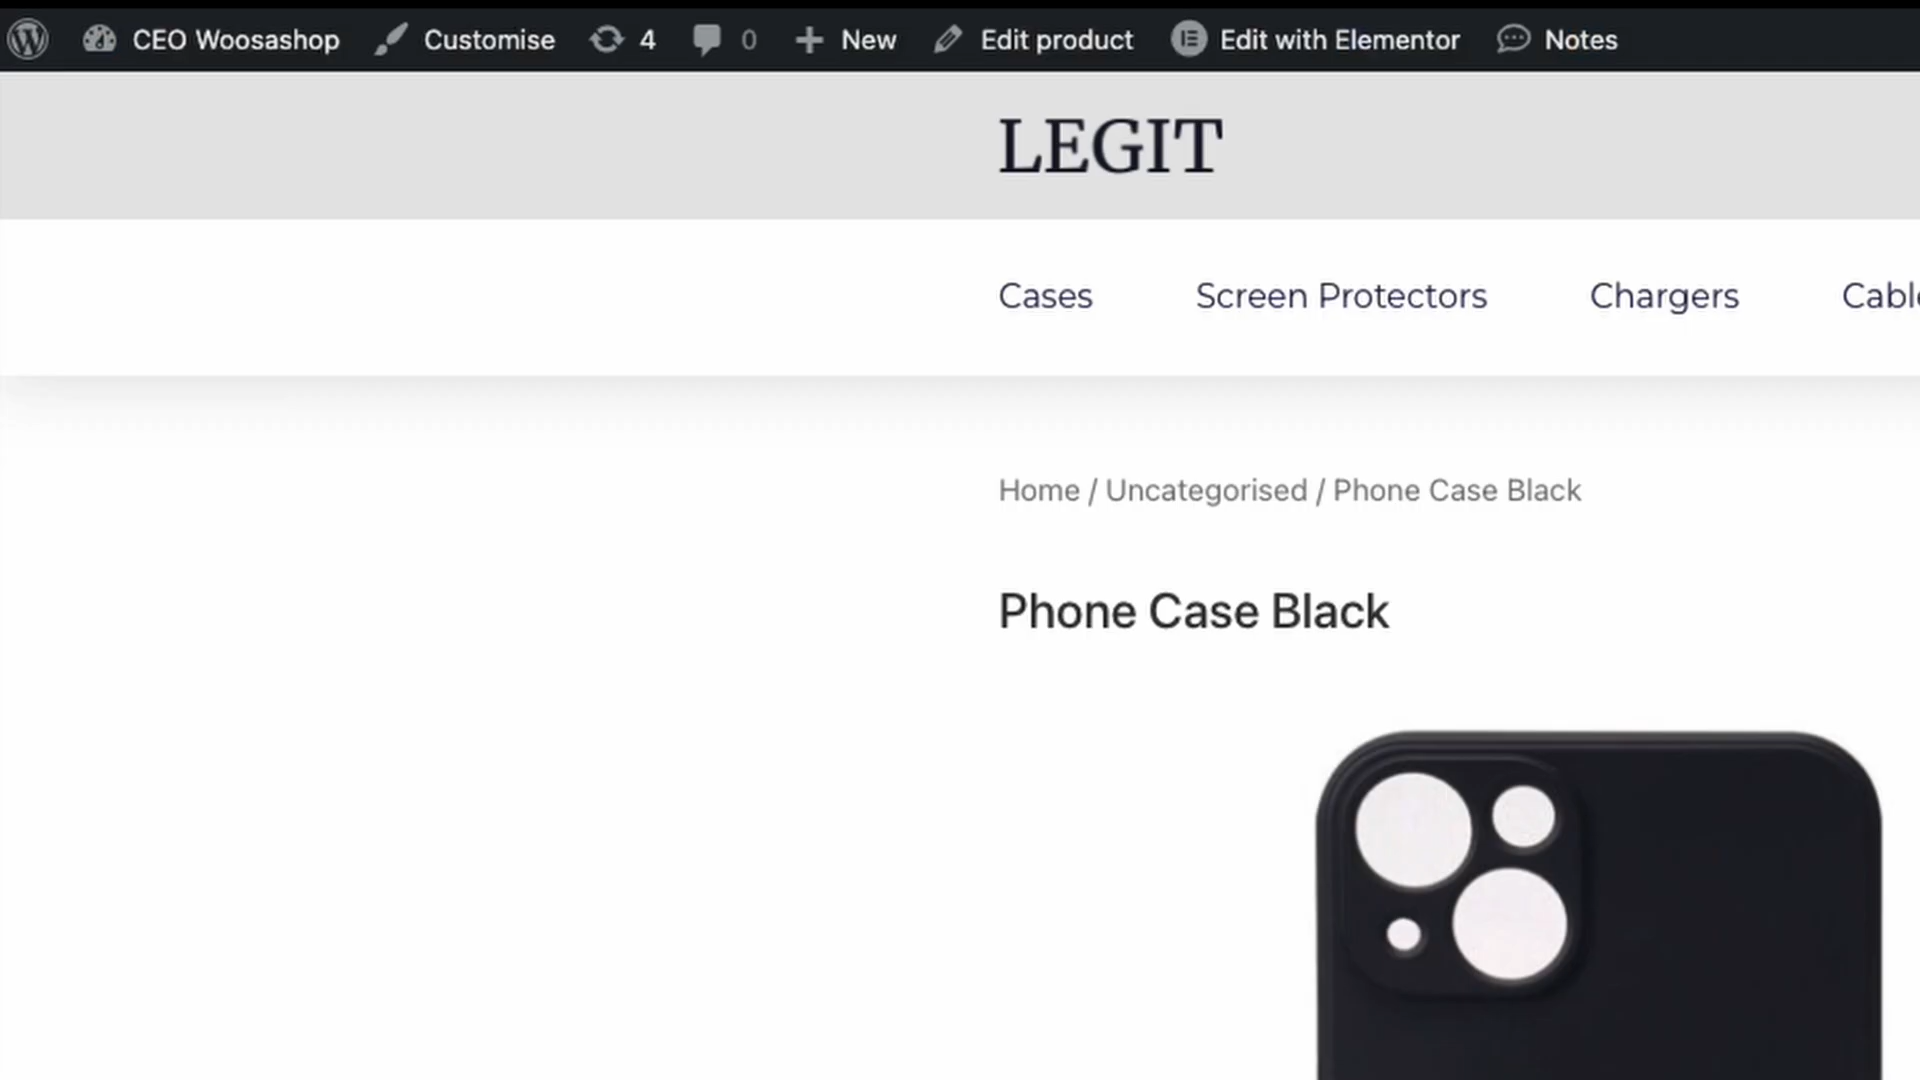 CEO Woosashop Customise 4 0 New Edit product Edit with Elementor Notes
LEGIT
Cases Screen Protectors Chargers
Home / Uncategorised / Phone Case Black
Phone Case Black